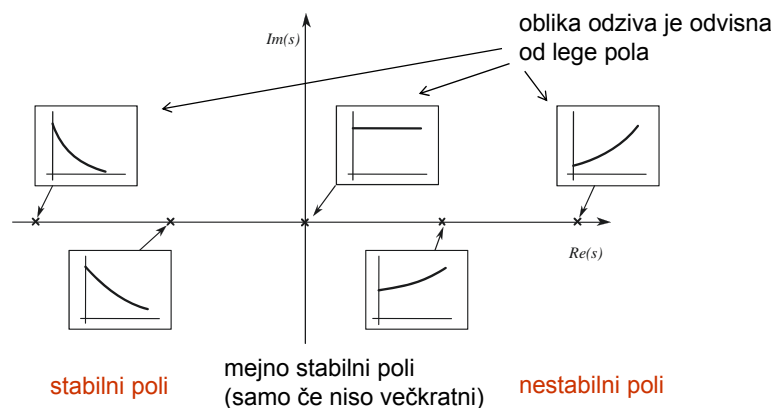 oblika odziva je odvisna
od lege pola
Im(s)
Re(s)
stabilni poli
mejno stabilni poli
(samo če niso večkratni)
nestabilni poli